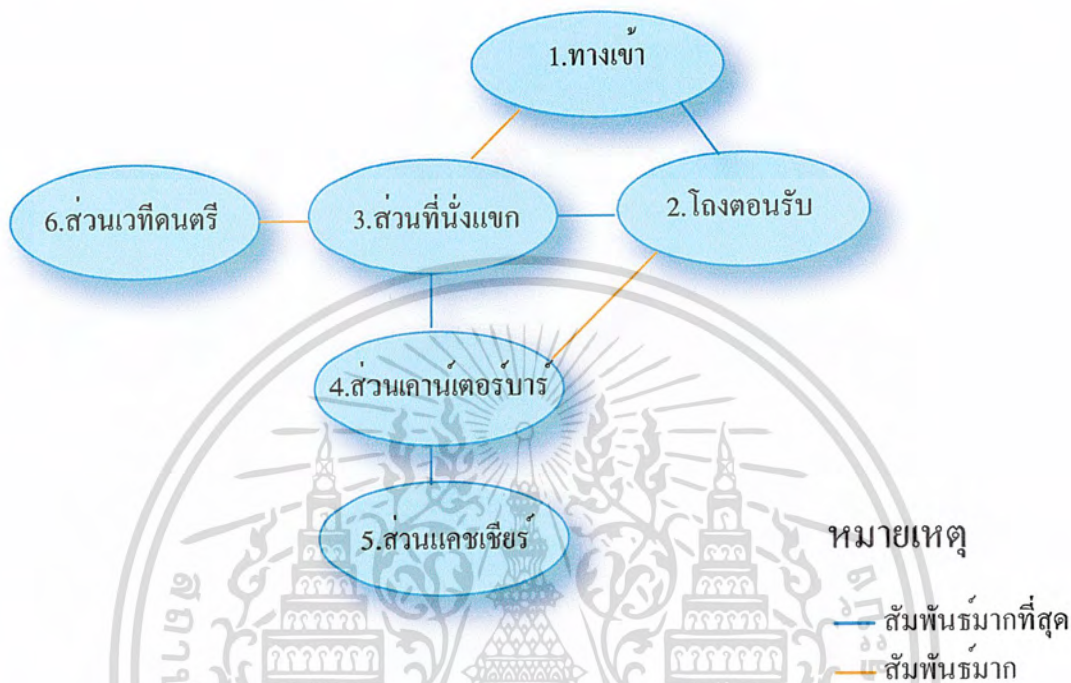 1.ทางเข้า
6.ส่วนเวทีดนตรี
3.ส่วนที่นั่งแขก
2.โถงตอนรับ
4.ส่วนเคาน์เตอร์บาร์
5.ส่วนแคชเชียร์
หมายเหตุ
สัมพันธ์มากที่สุด
สัมพันธ์มาก